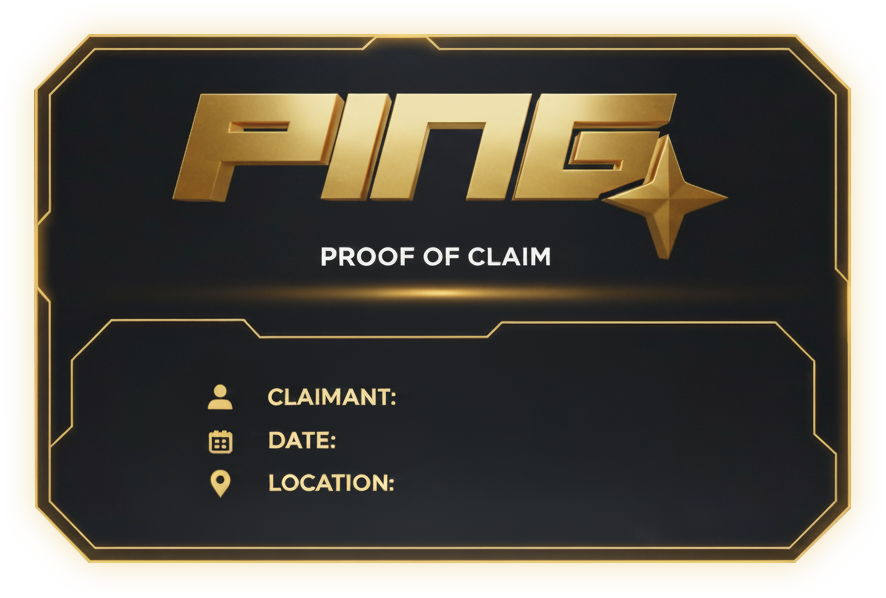 PING
PROOF OF CLAIM
CLAIMANT:
DATE:
LOCATION: